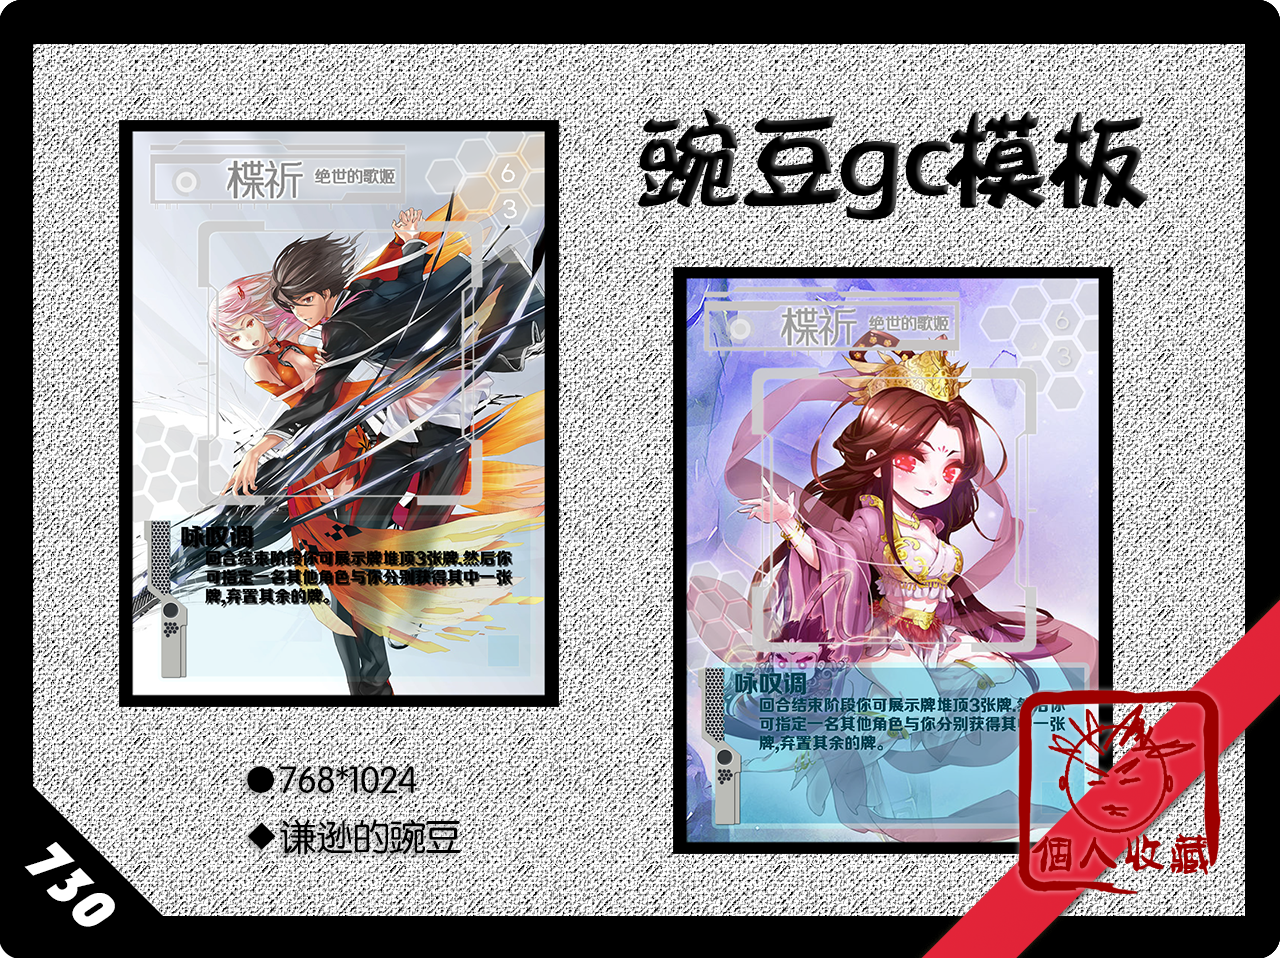 豌豆gc模板
楪祈 绝世的歌姬
6
3
咏叹调
回合结束阶段你可展示牌堆顶3张牌.然后你
可指定一名其他角色与你分别获得其中一张
牌,弃置其余的牌。
楪祈 绝世的歌姬
6
3
咏叹调
回合结束阶段你可展示牌堆顶3张牌.然后你
可指定一名其他角色与你分别获得其中一张
牌,弃置其余的牌。
●768*1024
◆谦逊的豌豆
730
個人收藏